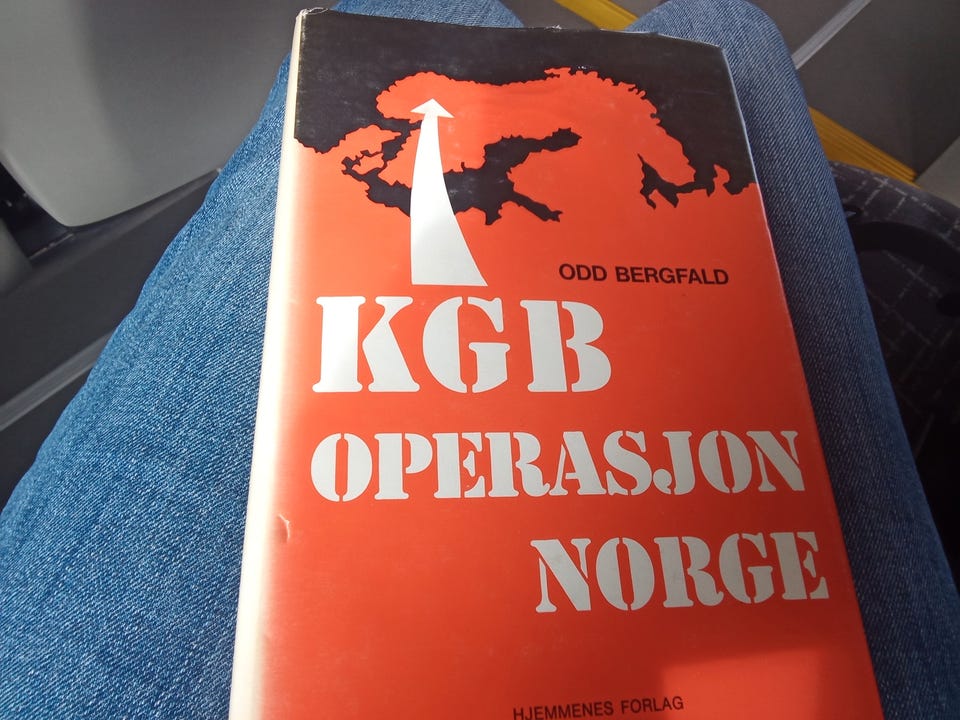 ODD BERGFALD
KGB
OPERASJON
NORGE
HJEMMENES FORLAG